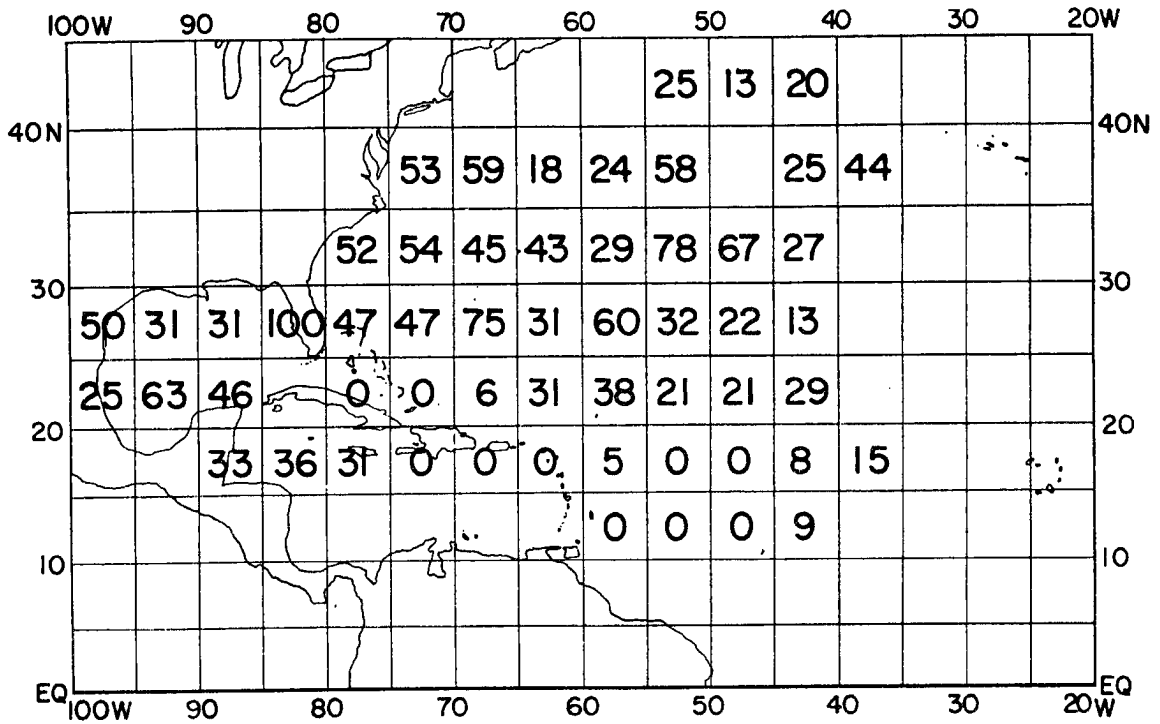 100W 90 80 70 60 50 40 30 20W
25 13 20
40N 40N
53 59 18 24 58 25 44
52 54 45 43 29 78 67 27
30 30
50 31 31 100 47 47 75 31 60 32 22 13
25 63 46 0 0 6 31 38 21 21 29
20 20
33 36 31 0 0 0 5 0 0 8 15
0 0 0 9
10 10
EQ EQ
100W 90 80 70 60 50 40 30 20W